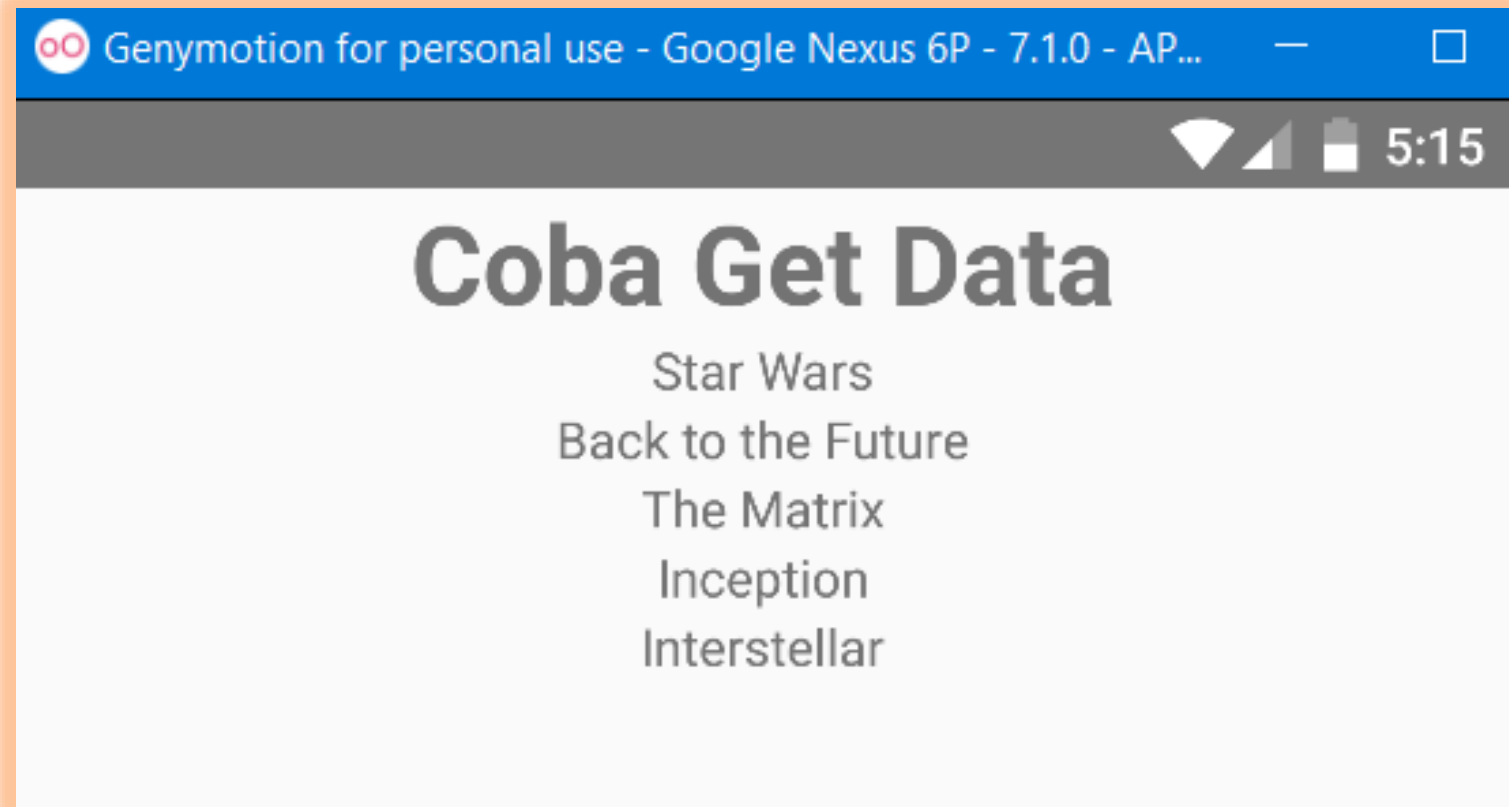 Genymotion for personal use - Google Nexus 6P - 7.1.0 - AP...
5:15
Coba Get Data
Star Wars
Back to the Future
The Matrix
Inception
Interstellar